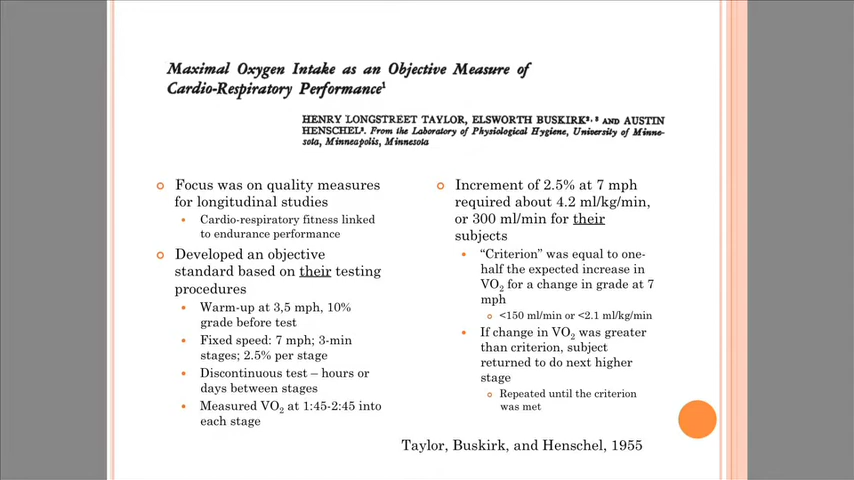 Maximal Oxygen Intake as an Objective Measure of
Cardio-Respiratory Performance¹
HENRY LONGSTREET TAYLOR, ELSWORTH BUSKIRK², ³ AND AUSTIN
HENSCHEL³. From the Laboratory of Physiological Hygiene, University of Minne-
sota, Minneapolis, Minnesota
Focus was on quality measures
for longitudinal studies
Cardio-respiratory fitness linked
to endurance performance
Developed an objective
standard based on their testing
procedures
Warm-up at 3,5 mph, 10%
grade before test
Fixed speed: 7 mph; 3-min
stages; 2.5% per stage
Discontinuous test – hours or
days between stages
Measured VO₂ at 1:45-2:45 into
each stage
Increment of 2.5% at 7 mph
required about 4.2 ml/kg/min,
or 300 ml/min for their
subjects
“Criterion” was equal to one-
half the expected increase in
VO₂ for a change in grade at 7
mph
<150 ml/min or <2.1 ml/kg/min
If change in VO₂ was greater
than criterion, subject
returned to do next higher
stage
Repeated until the criterion
was met
Taylor, Buskirk, and Henschel, 1955